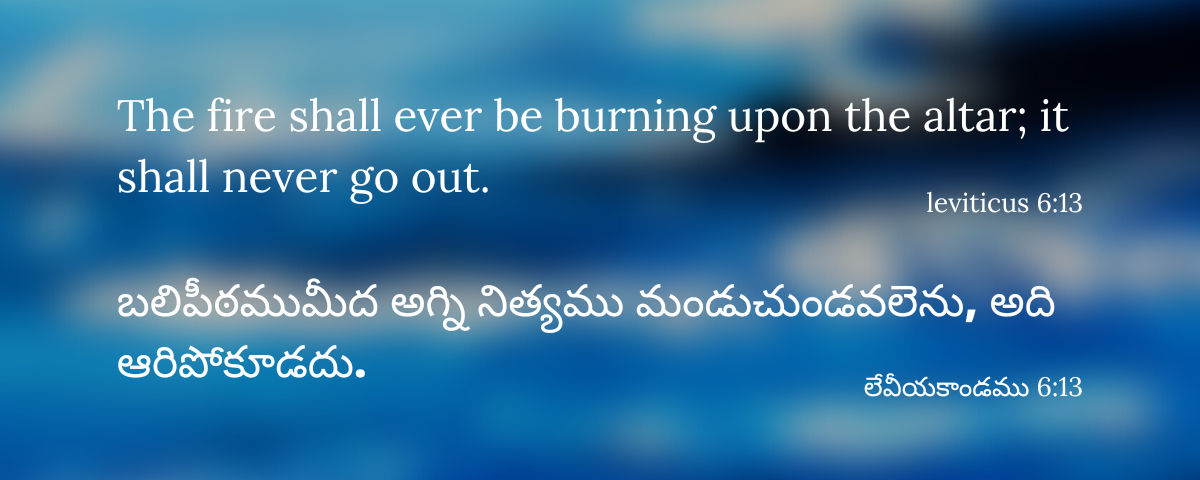 The fire shall ever be burning upon the altar; it
shall never go out.
leviticus 6:13
బలిపీఠముమీద అగ్ని నిత్యము మండుచుండవలెను, అది
ఆరిపోకూడదు.
లేవీయకాండము 6:13